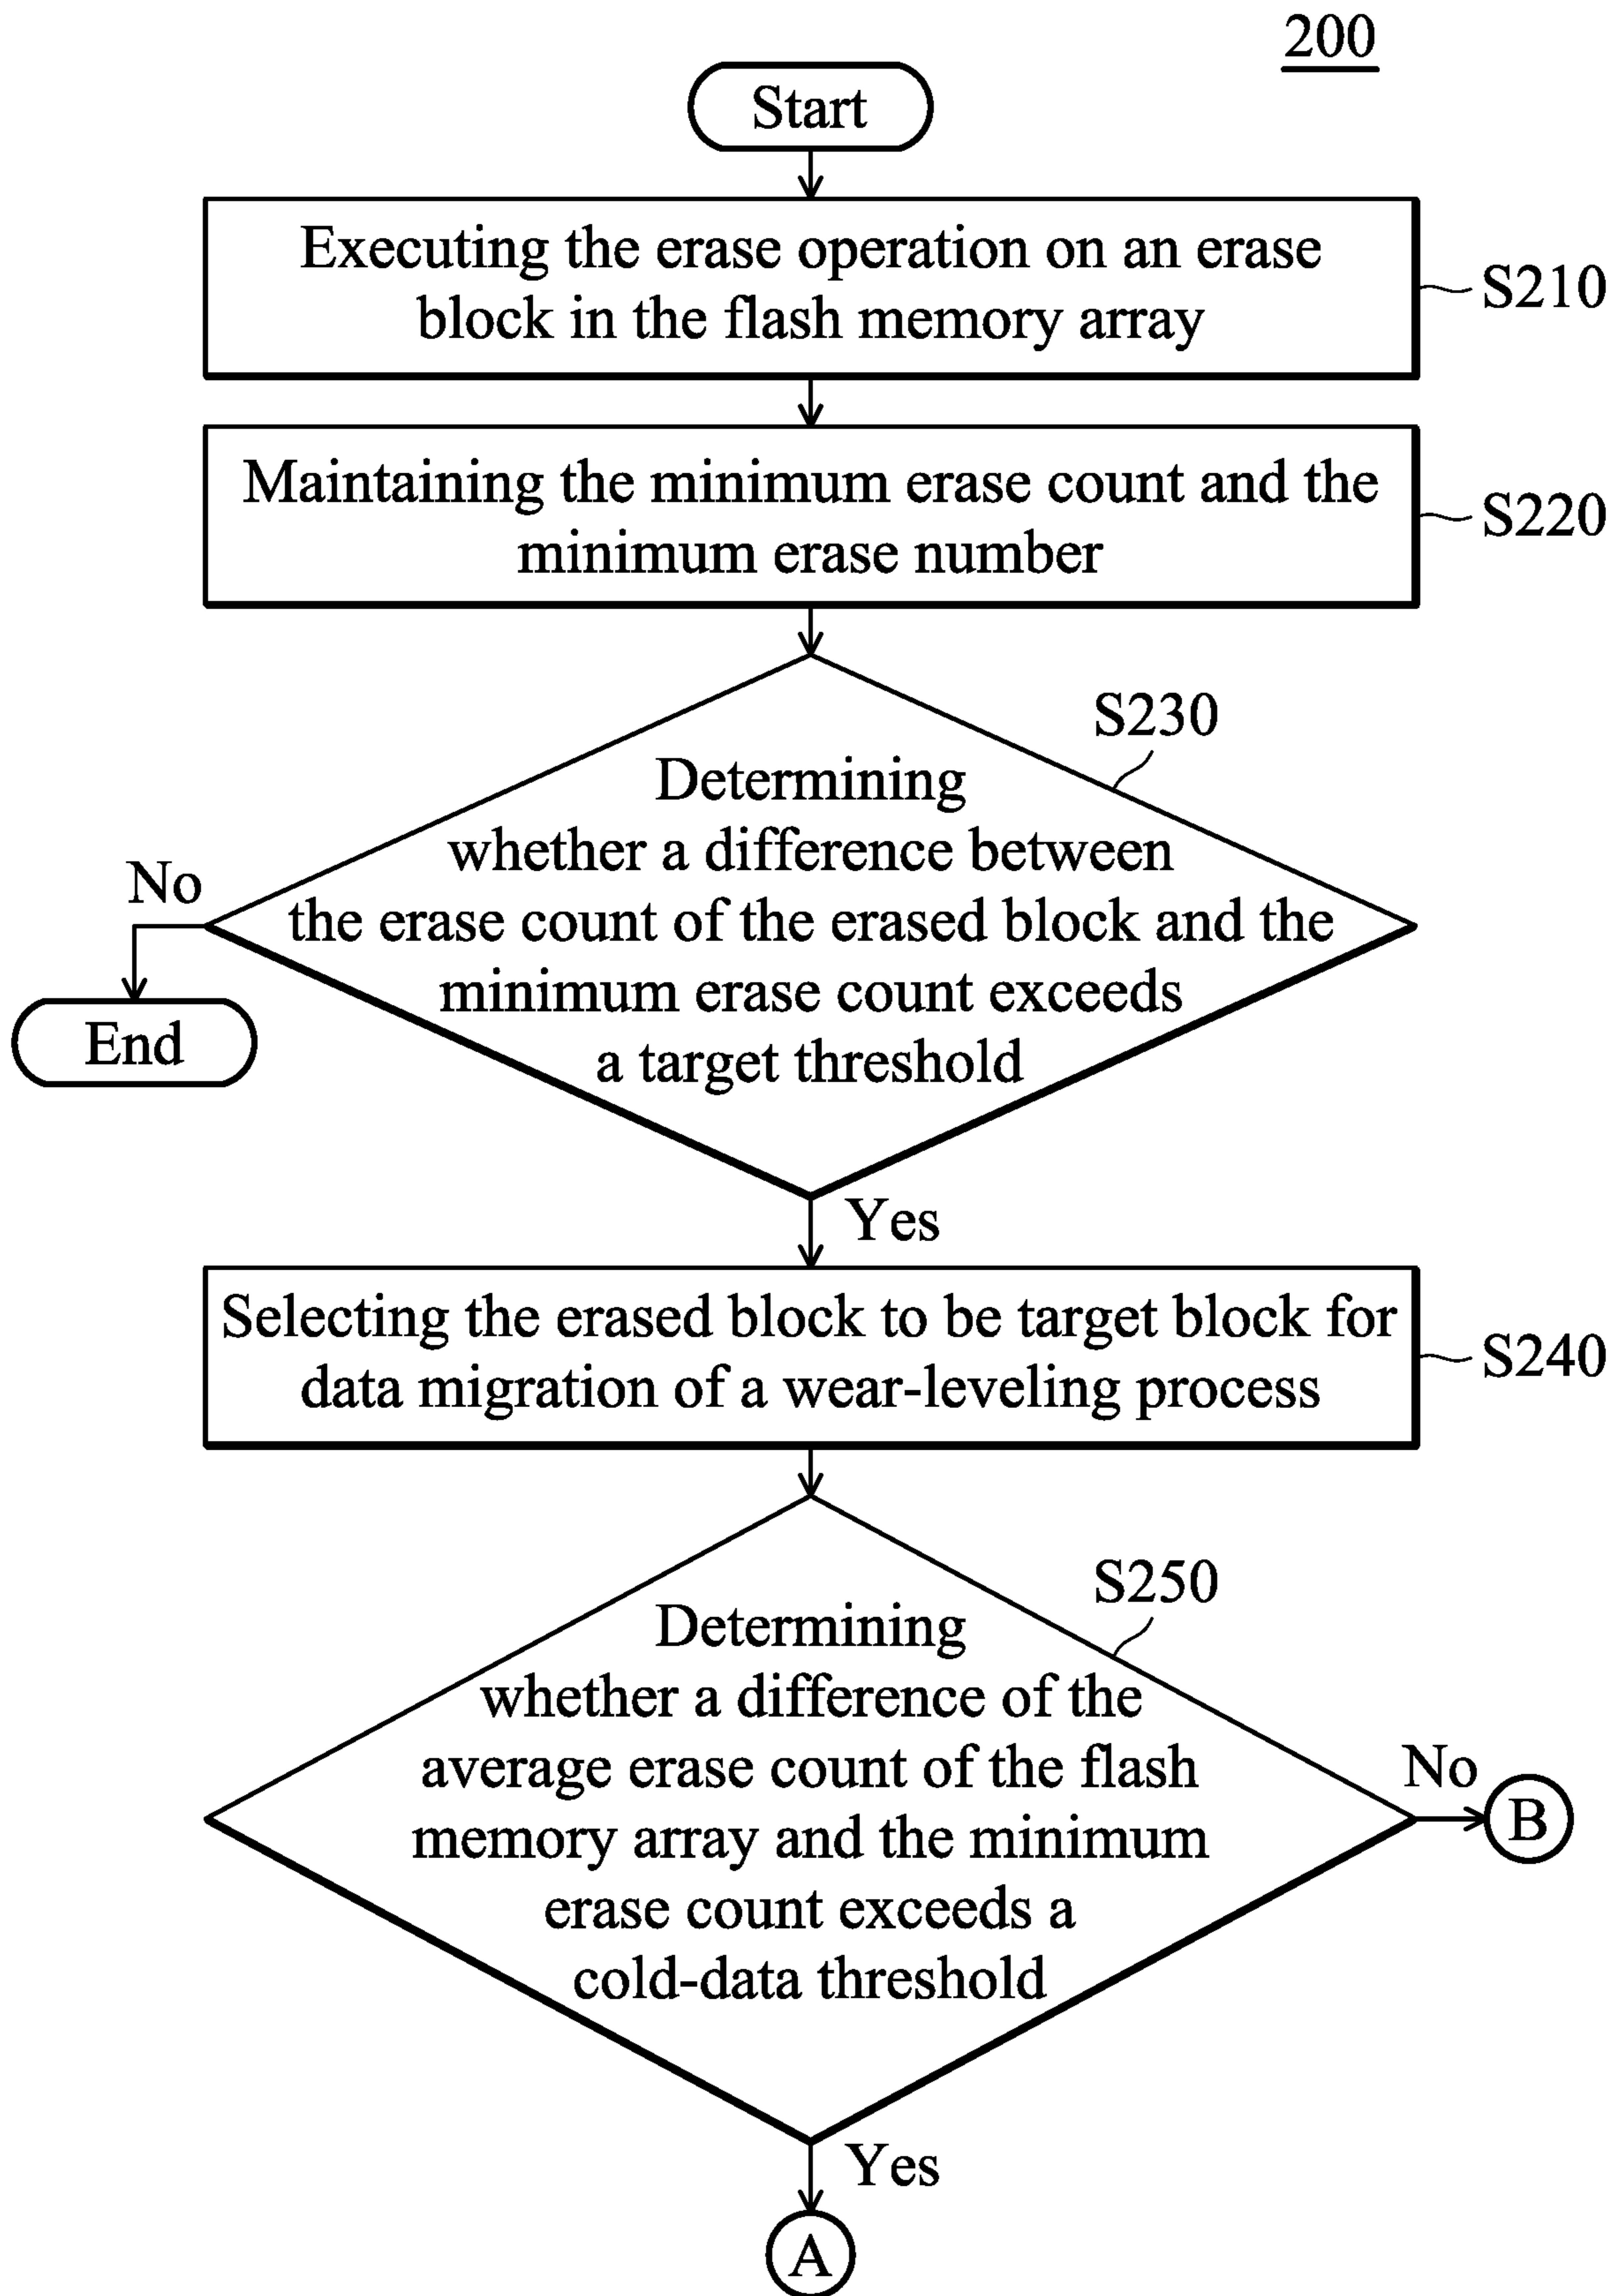 200
Start
Executing the erase operation on an erase
block in the flash memory array
S210
Maintaining the minimum erase count and the
minimum erase number
S220
S230
Determining
whether a difference between
the erase count of the erased block and the
minimum erase count exceeds
a target threshold
No
End
Yes
Selecting the erased block to be target block for
data migration of a wear-leveling process
S240
S250
Determining
whether a difference of the
average erase count of the flash
memory array and the minimum
erase count exceeds a
cold-data threshold
No
B
Yes
A